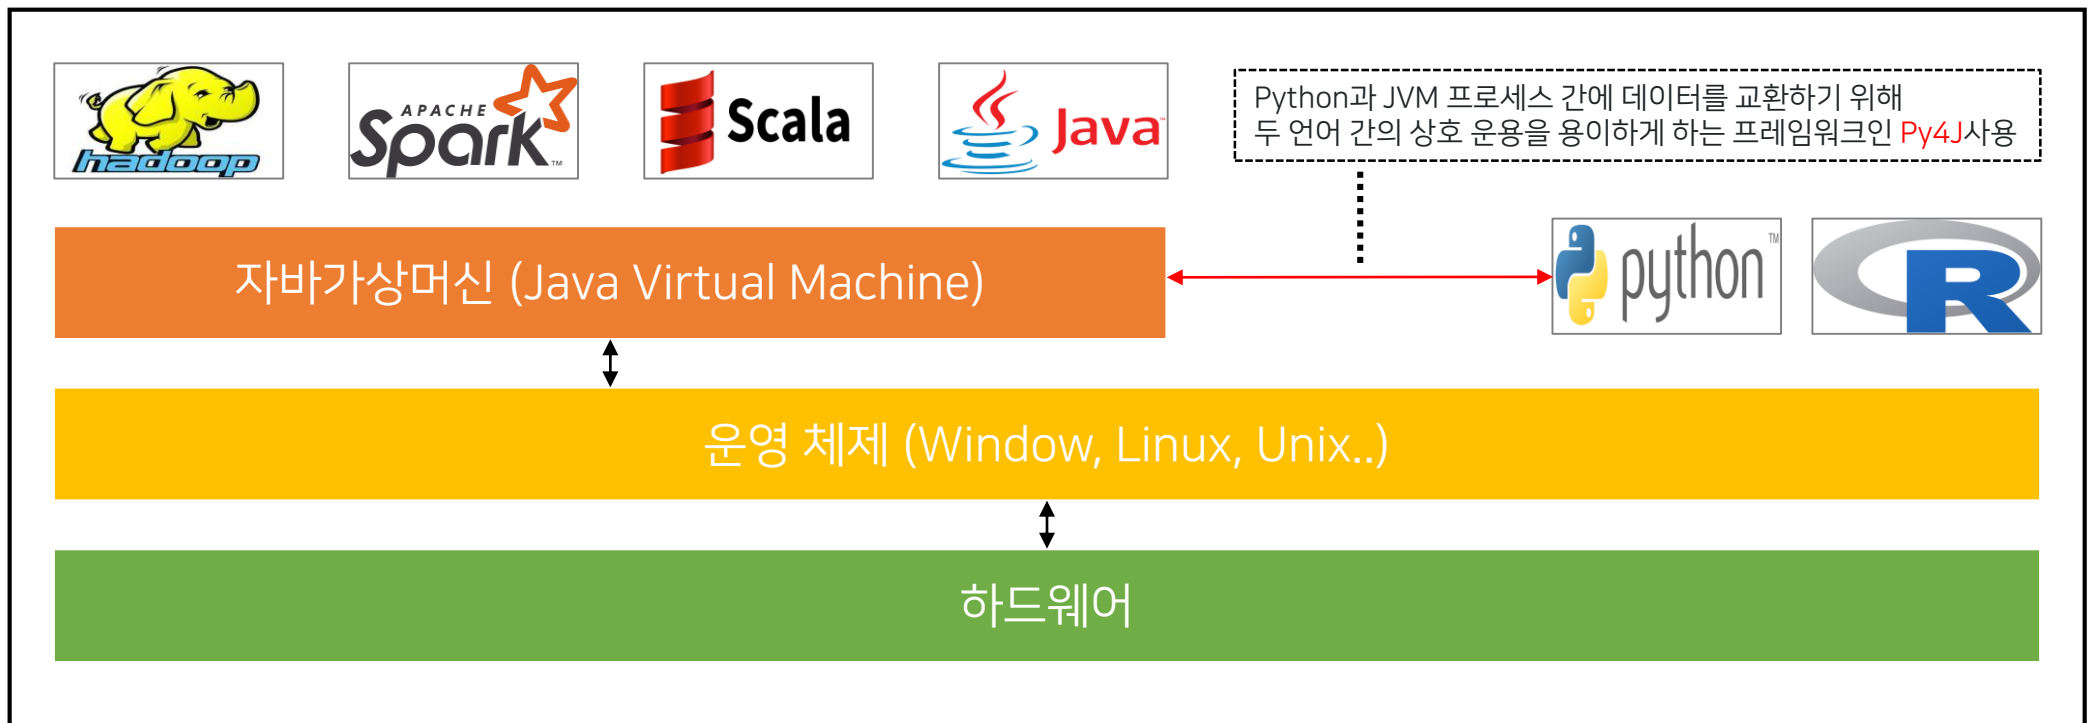 hadoop
APACHE
Spark™
Scala
Java™
Python과 JVM 프로세스 간에 데이터를 교환하기 위해
두 언어 간의 상호 운용을 용이하게 하는 프레임워크인 Py4J사용
자바가상머신 (Java Virtual Machine)
python™
R
운영 체제 (Window, Linux, Unix..)
하드웨어